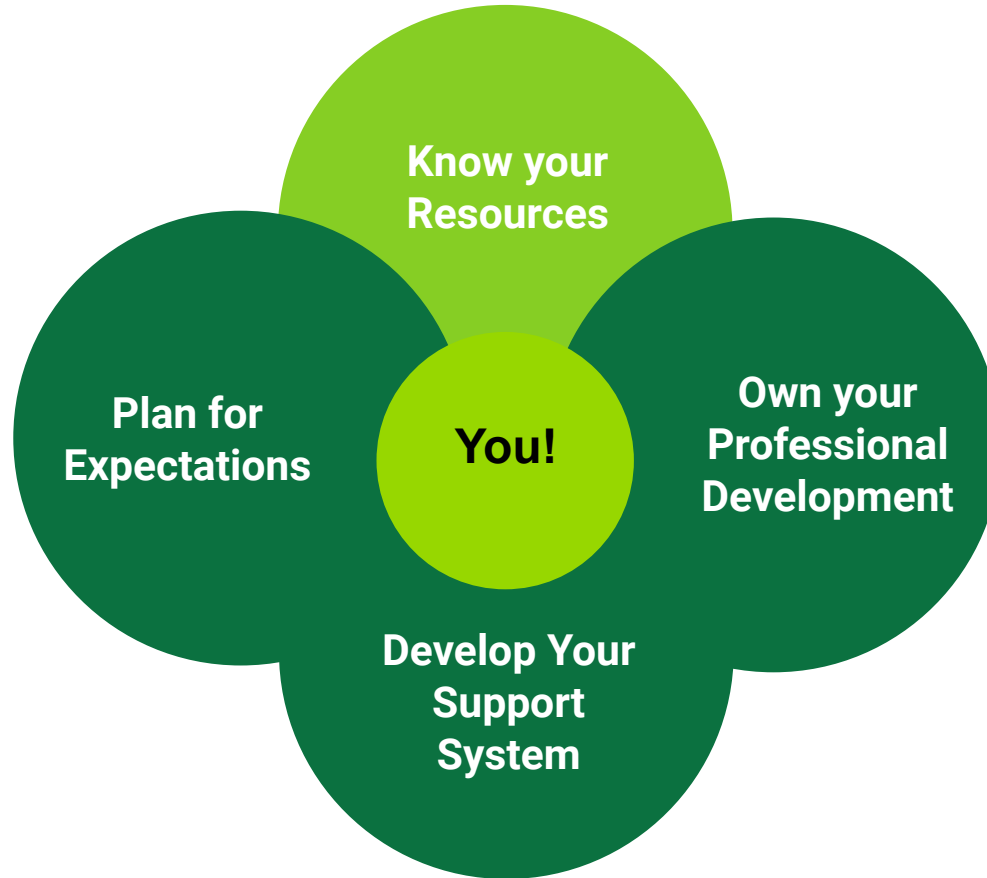 Know your
Resources
Plan for
Expectations
You!
Own your
Professional
Development
Develop Your
Support
System